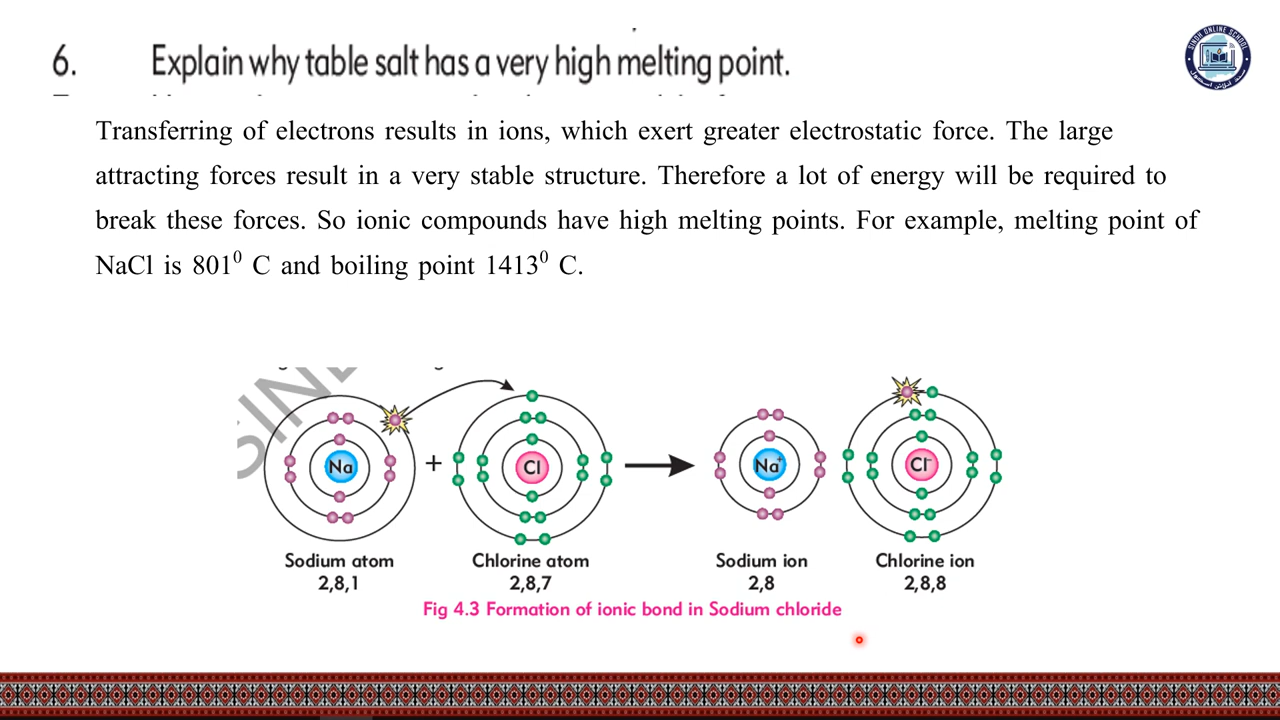 6. Explain why table salt has a very high melting point.
SINDH ONLINE SCHOOL
Transferring of electrons results in ions, which exert greater electrostatic force. The large
attracting forces result in a very stable structure. Therefore a lot of energy will be required to
break these forces. So ionic compounds have high melting points. For example, melting point of
NaCl is 801⁰ C and boiling point 1413⁰ C.
Na + Cl Na⁺ Cl⁻
Sodium atom Chlorine atom Sodium ion Chlorine ion
2,8,1 2,8,7 2,8 2,8,8
Fig 4.3 Formation of ionic bond in Sodium chloride